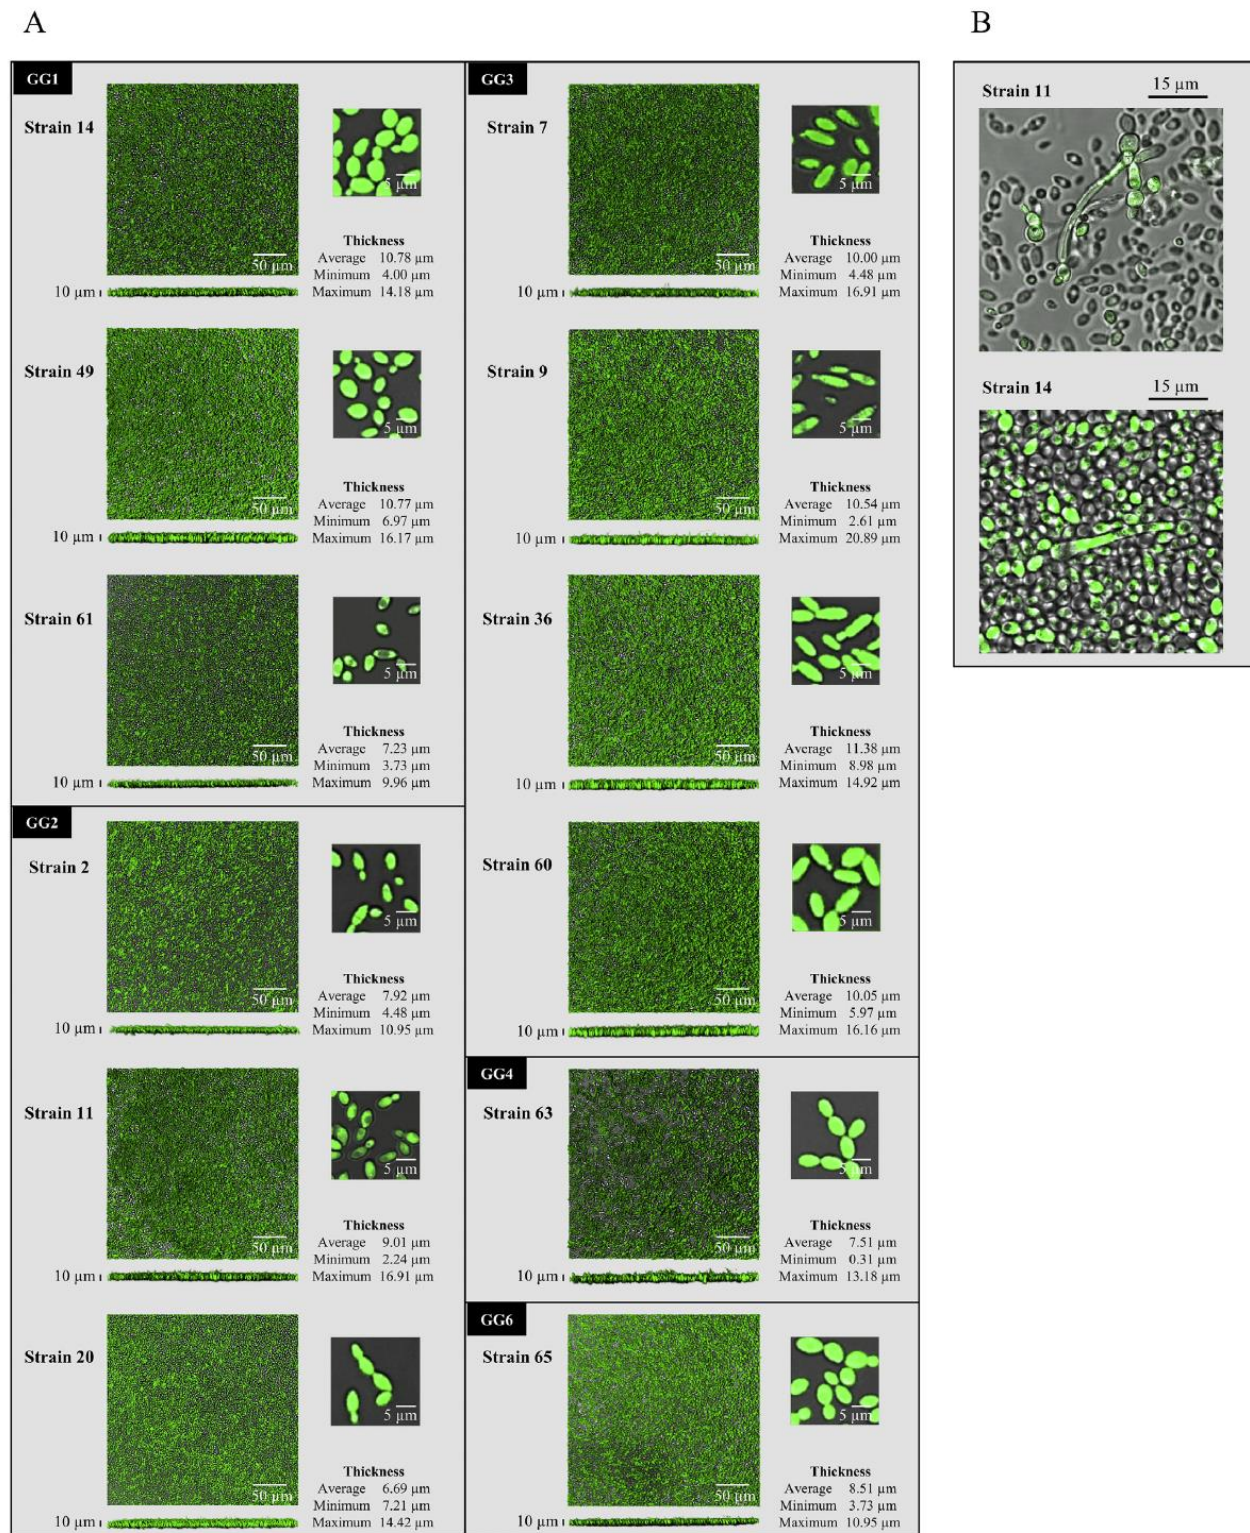 A
GG1
Strain 14
5 µm
50 µm
10 µm
Thickness
Average 10.78 µm
Minimum 4.00 µm
Maximum 14.18 µm
Strain 49
5 µm
50 µm
10 µm
Thickness
Average 10.77 µm
Minimum 6.97 µm
Maximum 16.17 µm
Strain 61
5 µm
50 µm
10 µm
Thickness
Average 7.23 µm
Minimum 3.73 µm
Maximum 9.96 µm
GG2
Strain 2
5 µm
50 µm
10 µm
Thickness
Average 7.92 µm
Minimum 4.48 µm
Maximum 10.95 µm
Strain 11
5 µm
50 µm
10 µm
Thickness
Average 9.01 µm
Minimum 2.24 µm
Maximum 16.91 µm
Strain 20
5 µm
50 µm
10 µm
Thickness
Average 6.69 µm
Minimum 7.21 µm
Maximum 14.42 µm
GG3
Strain 7
5 µm
50 µm
10 µm
Thickness
Average 10.00 µm
Minimum 4.48 µm
Maximum 16.91 µm
Strain 9
5 µm
50 µm
10 µm
Thickness
Average 10.54 µm
Minimum 2.61 µm
Maximum 20.89 µm
Strain 36
5 µm
50 µm
10 µm
Thickness
Average 11.38 µm
Minimum 8.98 µm
Maximum 14.92 µm
Strain 60
5 µm
50 µm
10 µm
Thickness
Average 10.05 µm
Minimum 5.97 µm
Maximum 16.16 µm
GG4
Strain 63
5 µm
50 µm
10 µm
Thickness
Average 7.51 µm
Minimum 0.31 µm
Maximum 13.18 µm
GG6
Strain 65
5 µm
50 µm
10 µm
Thickness
Average 8.51 µm
Minimum 3.73 µm
Maximum 10.95 µm
B
Strain 11
15 µm
Strain 14
15 µm